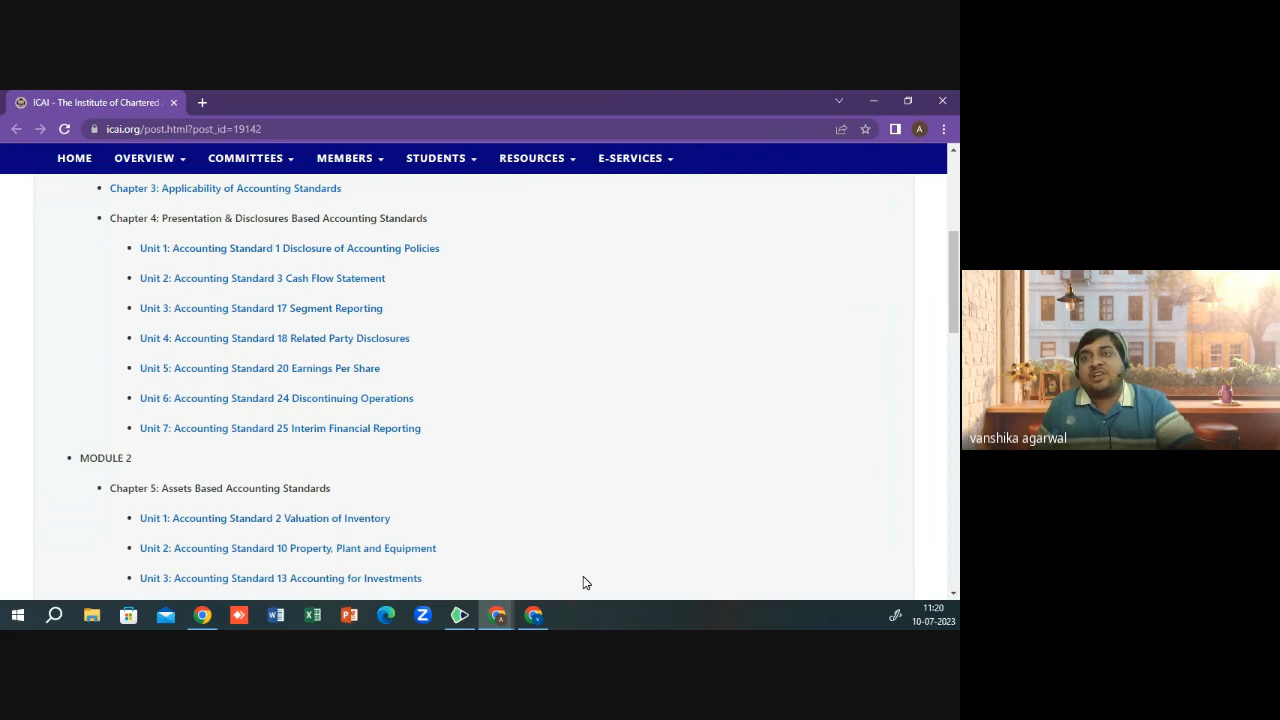 ICAI - The Institute of Chartered
icai.org/post.html?post_id=19142
A
HOME OVERVIEW COMMITTEES MEMBERS STUDENTS RESOURCES E-SERVICES
Chapter 3: Applicability of Accounting Standards
Chapter 4: Presentation & Disclosures Based Accounting Standards
Unit 1: Accounting Standard 1 Disclosure of Accounting Policies
Unit 2: Accounting Standard 3 Cash Flow Statement
Unit 3: Accounting Standard 17 Segment Reporting
Unit 4: Accounting Standard 18 Related Party Disclosures
Unit 5: Accounting Standard 20 Earnings Per Share
Unit 6: Accounting Standard 24 Discontinuing Operations
Unit 7: Accounting Standard 25 Interim Financial Reporting
MODULE 2
Chapter 5: Assets Based Accounting Standards
Unit 1: Accounting Standard 2 Valuation of Inventory
Unit 2: Accounting Standard 10 Property, Plant and Equipment
Unit 3: Accounting Standard 13 Accounting for Investments
vanshika agarwal
11:20
10-07-2023